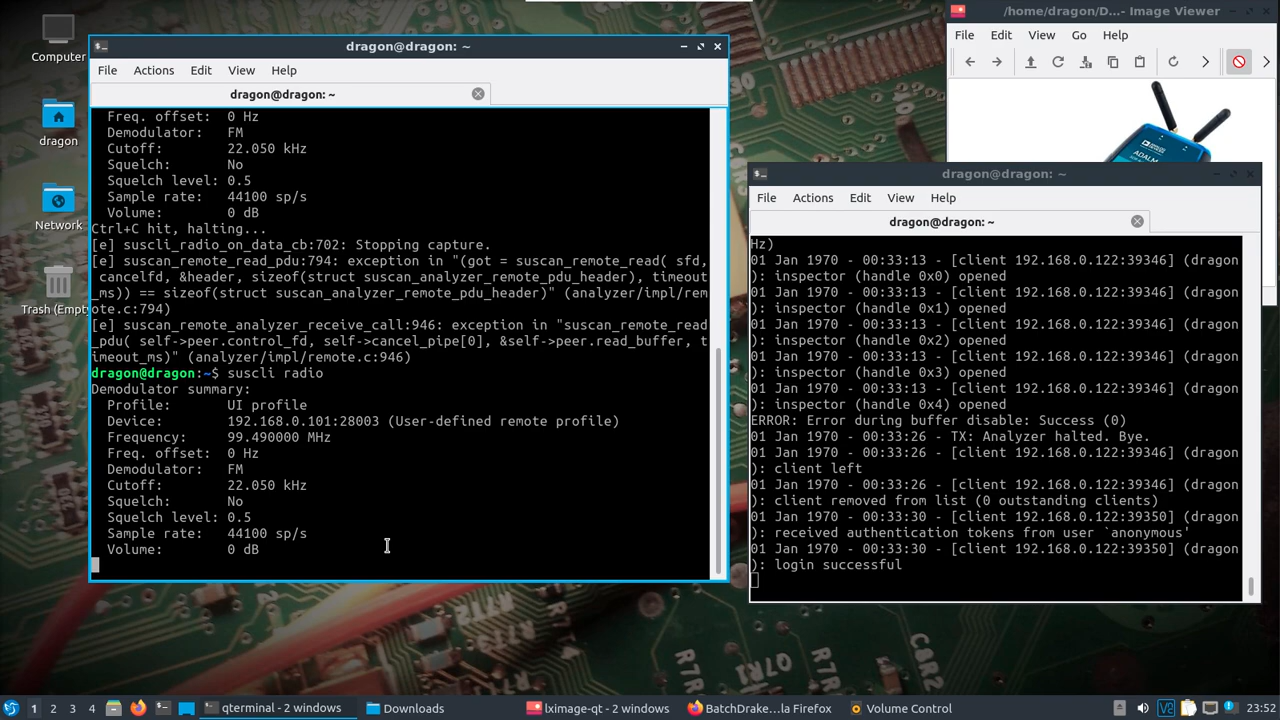 Computer
dragon
Network
Trash (Empt
dragon@dragon: ~
File Actions Edit View Help
dragon@dragon: ~
Freq. offset: 0 Hz
Demodulator: FM
Cutoff: 22.050 kHz
Squelch: No
Squelch level: 0.5
Sample rate: 44100 sp/s
Volume: 0 dB
Ctrl+C hit, halting...
[e] suscli_radio_on_data_cb:702: Stopping capture.
[e] suscan_remote_read_pdu:794: exception in "(got = suscan_remote_read( sfd,
cancelfd, &header, sizeof(struct suscan_analyzer_remote_pdu_header), timeout
_ms)) == sizeof(struct suscan_analyzer_remote_pdu_header)" (analyzer/impl/rem
ote.c:794)
[e] suscan_remote_analyzer_receive_call:946: exception in "suscan_remote_read
_pdu( self->peer.control_fd, self->cancel_pipe[0], &self->peer.read_buffer, t
imeout_ms)" (analyzer/impl/remote.c:946)
dragon@dragon:~$ suscli radio
Demodulator summary:
Profile: UI profile
Device: 192.168.0.101:28003 (User-defined remote profile)
Frequency: 99.490000 MHz
Freq. offset: 0 Hz
Demodulator: FM
Cutoff: 22.050 kHz
Squelch: No
Squelch level: 0.5
Sample rate: 44100 sp/s
Volume: 0 dB
/home/dragon/D...- Image Viewer
File Edit View Go Help
ANALOG DEVICES
ADALM
dragon@dragon: ~
File Actions Edit View Help
dragon@dragon: ~
Hz)
01 Jan 1970 - 00:33:13 - [client 192.168.0.122:39346] (dragon
): inspector (handle 0x0) opened
01 Jan 1970 - 00:33:13 - [client 192.168.0.122:39346] (dragon
): inspector (handle 0x1) opened
01 Jan 1970 - 00:33:13 - [client 192.168.0.122:39346] (dragon
): inspector (handle 0x2) opened
01 Jan 1970 - 00:33:13 - [client 192.168.0.122:39346] (dragon
): inspector (handle 0x3) opened
01 Jan 1970 - 00:33:13 - [client 192.168.0.122:39346] (dragon
): inspector (handle 0x4) opened
ERROR: Error during buffer disable: Success (0)
01 Jan 1970 - 00:33:26 - TX: Analyzer halted. Bye.
01 Jan 1970 - 00:33:26 - [client 192.168.0.122:39346] (dragon
): client left
01 Jan 1970 - 00:33:26 - [client 192.168.0.122:39346] (dragon
): client removed from list (0 outstanding clients)
01 Jan 1970 - 00:33:30 - [client 192.168.0.122:39350] (dragon
): received authentication tokens from user `anonymous'
01 Jan 1970 - 00:33:30 - [client 192.168.0.122:39350] (dragon
): login successful
1 2 3 4 qterminal - 2 windows Downloads lximage-qt - 2 windows BatchDrake...la Firefox Volume Control V2 23:52